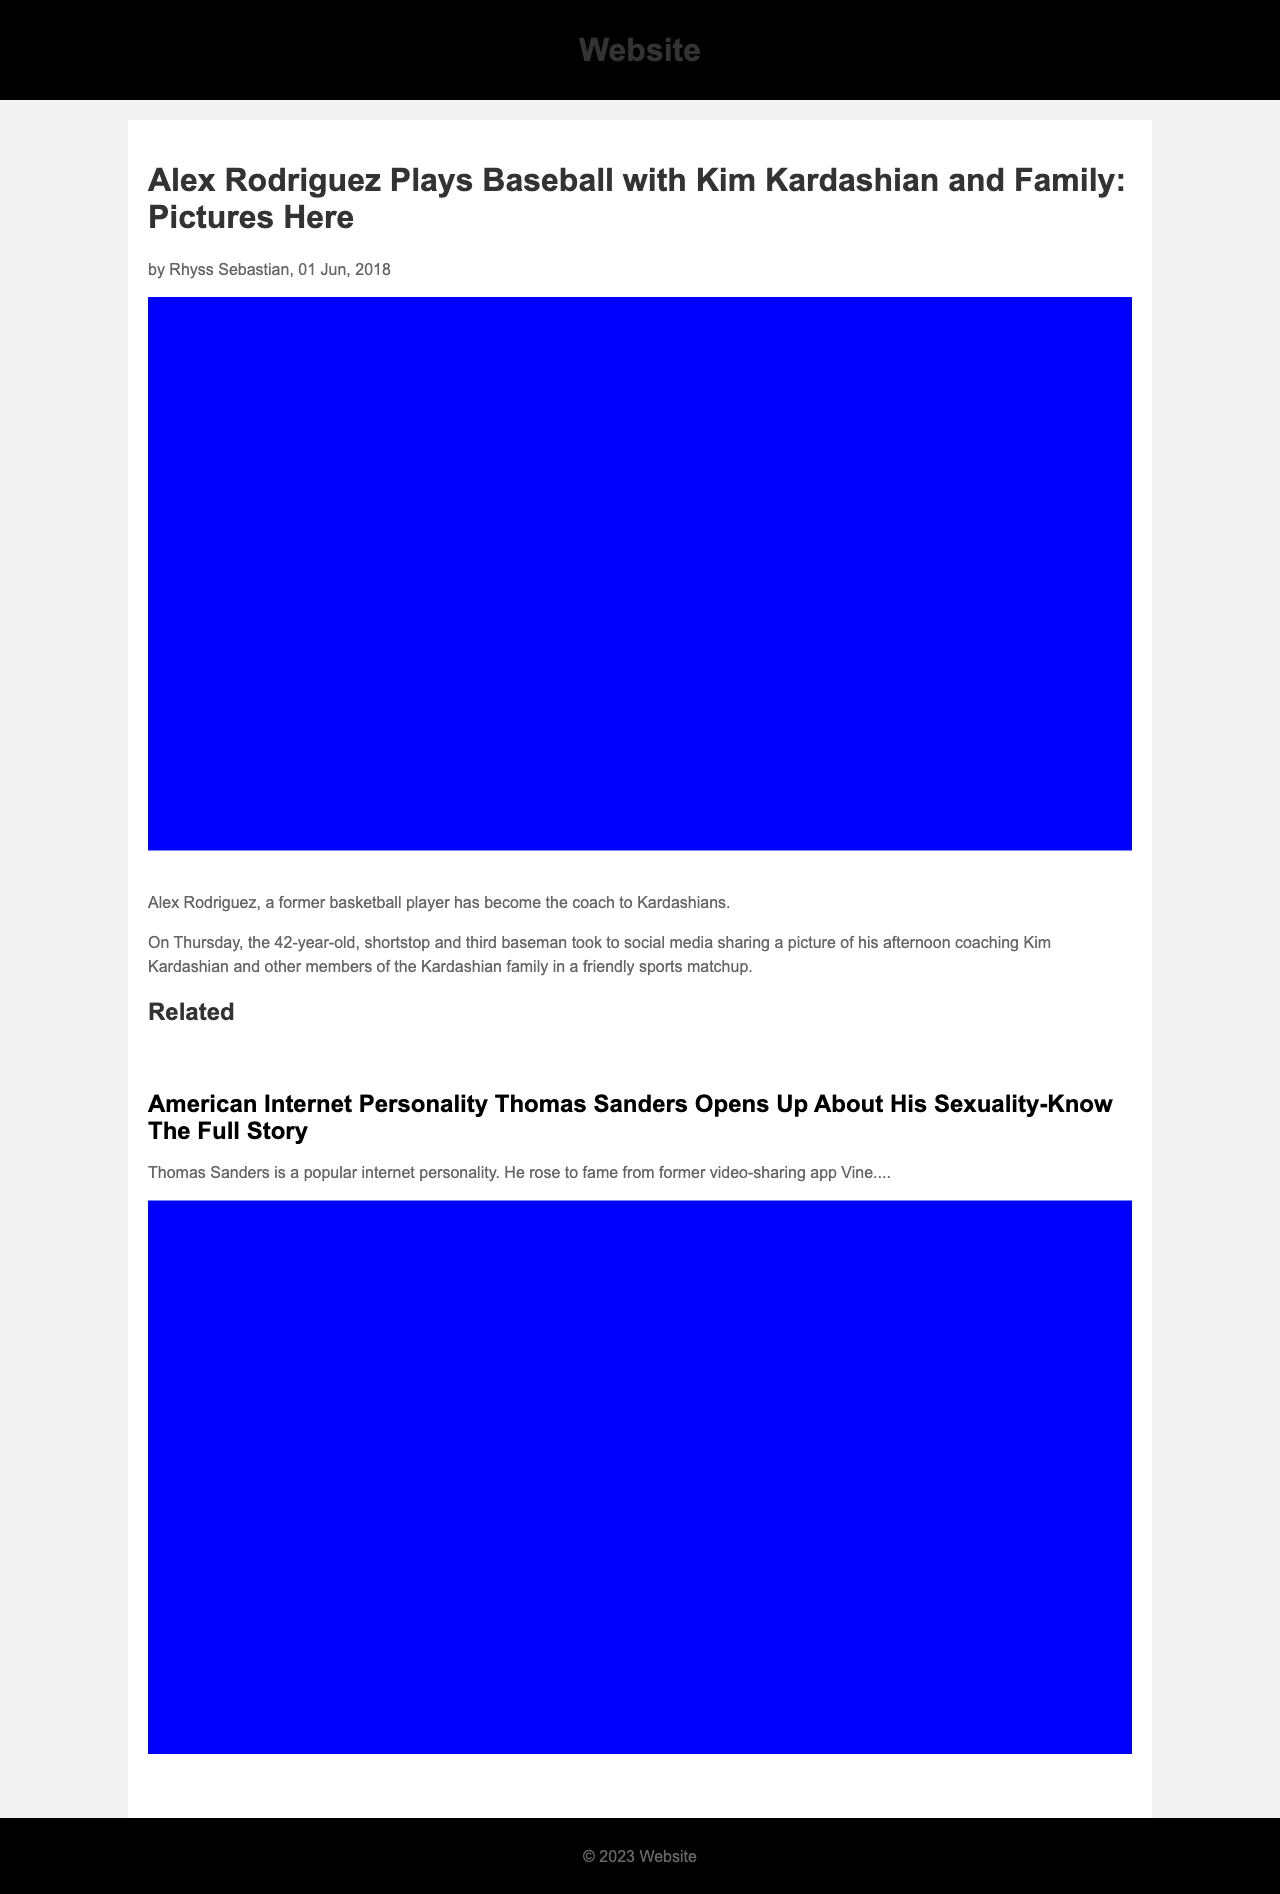 Website
Alex Rodriguez Plays Baseball with Kim Kardashian and Family:
Pictures Here
by Rhyss Sebastian, 01 Jun, 2018
Alex Rodriguez, a former basketball player has become the coach to Kardashians.
On Thursday, the 42-year-old, shortstop and third baseman took to social media sharing a picture of his afternoon coaching Kim
Kardashian and other members of the Kardashian family in a friendly sports matchup.
Related
American Internet Personality Thomas Sanders Opens Up About His Sexuality-Know
The Full Story
Thomas Sanders is a popular internet personality. He rose to fame from former video-sharing app Vine....
© 2023 Website